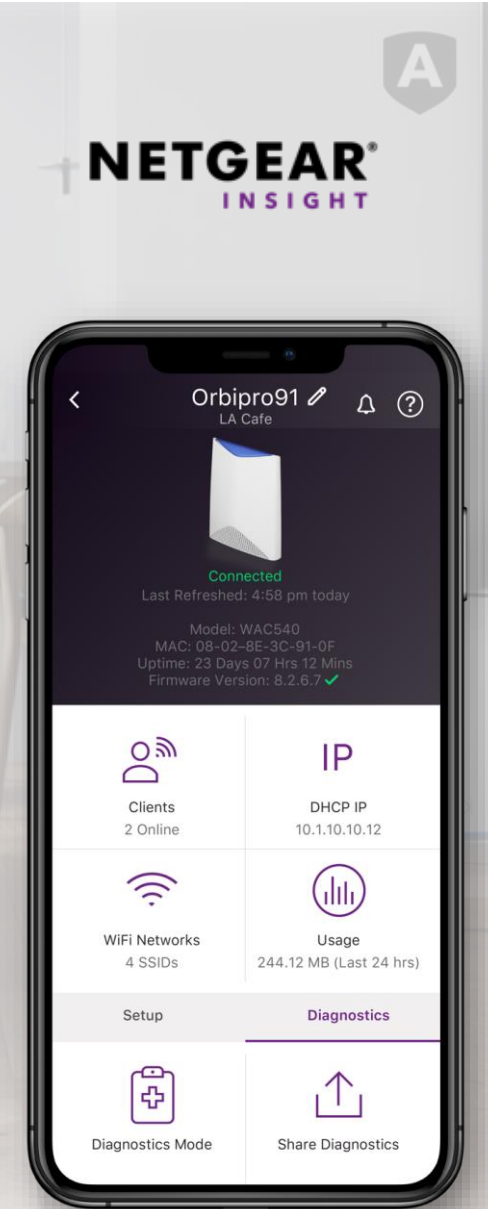 A
NETGEAR®
INSIGHT
Orbipro91
?
LA Cafe
Connected
Last Refreshed: 4:58 pm today
Model: WAC540
MAC: 08-02–8E-3C-91-0F
Uptime: 23 Days 07 Hrs 12 Mins
Firmware Version: 8.2.6.7
IP
Clients
DHCP IP
2 Online
10.1.10.10.12
WiFi Networks
Usage
4 SSIDs
244.12 MB (Last 24 hrs)
Setup
Diagnostics
Diagnostics Mode
Share Diagnostics